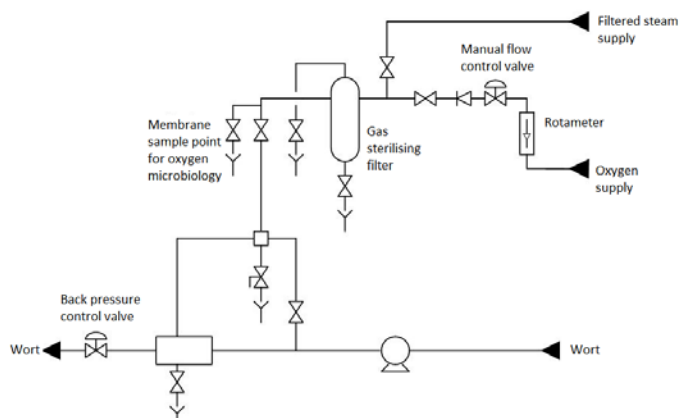 Filtered steam
supply
Manual flow
control valve
Membrane
sample point
for oxygen
microbiology
Gas
sterilising
filter
Rotameter
Oxygen
supply
Back pressure
control valve
Wort
Wort